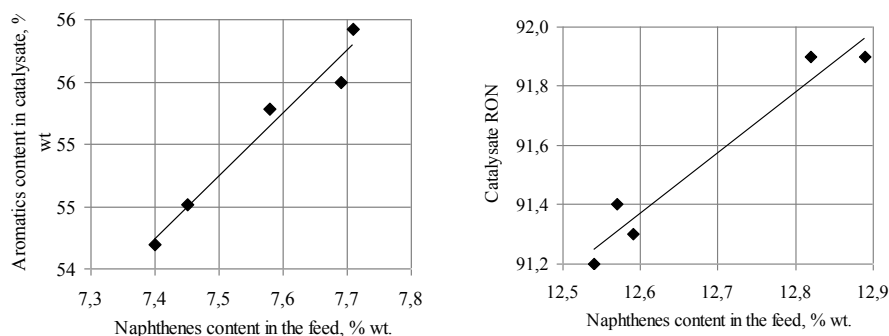 56
56
55
55
54
7,3 7,4 7,5 7,6 7,7 7,8
Aromatics content in catalysate, %
wt
Naphthenes content in the feed, % wt.
92,0
91,8
91,6
91,4
91,2
12,5 12,6 12,7 12,8 12,9
Catalysate RON
Naphthenes content in the feed, % wt.